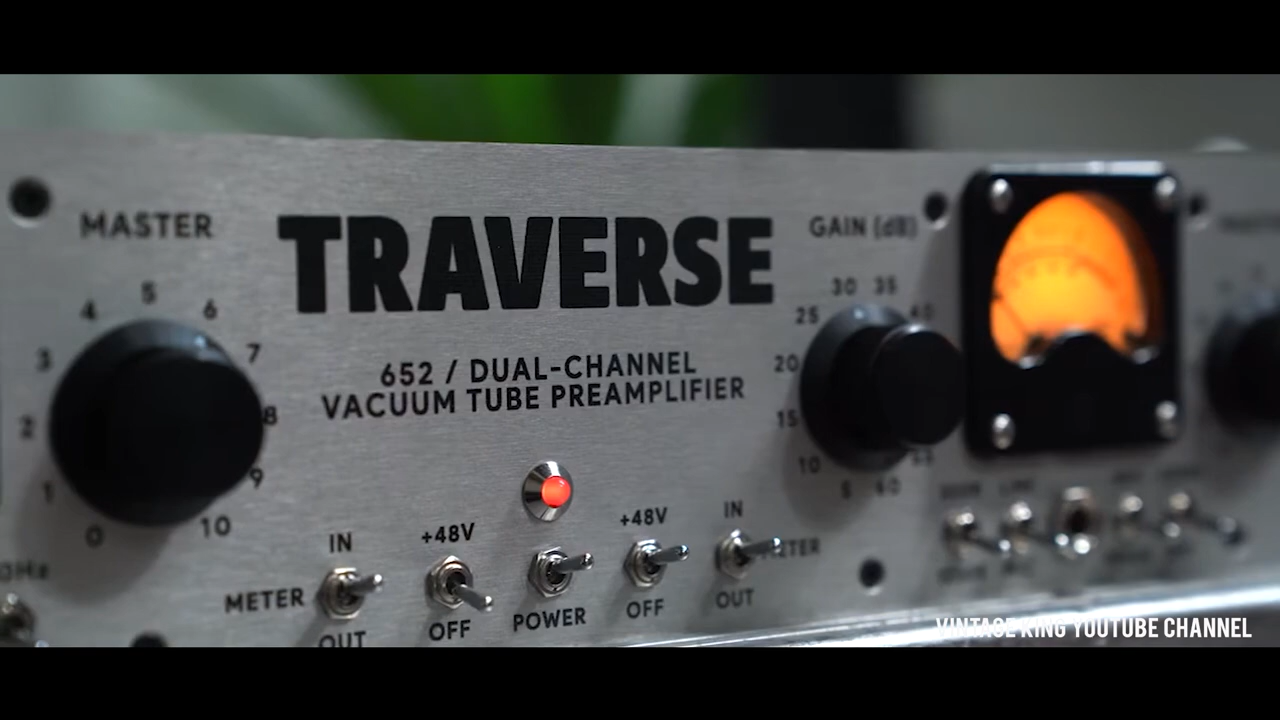 MASTER
TRAVERSE
GAIN (dB)
652 / DUAL-CHANNEL
VACUUM TUBE PREAMPLIFIER
0
1
2
3
4
5
6
7
8
9
10
5
10
15
20
25
30
35
40
IN
METER
OUT
+48V
OFF
POWER
+48V
OFF
IN
METER
OUT
VINTAGE KING YOUTUBE CHANNEL